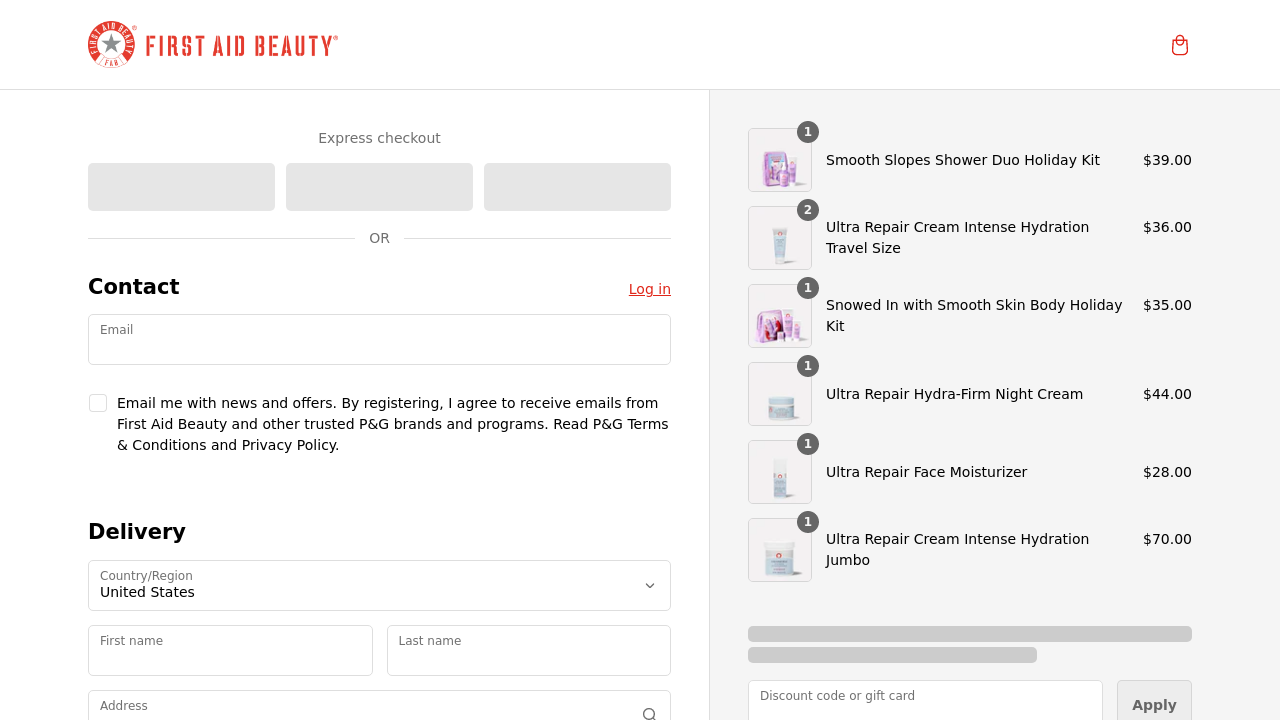 FIRST AID BEAUTY
FAB
FIRST AID BEAUTY®
Express checkout
OR
Contact
Log in
Email
Email me with news and offers. By registering, I agree to receive emails from
First Aid Beauty and other trusted P&G brands and programs. Read P&G Terms
& Conditions and Privacy Policy.
Delivery
Country/Region
United States
First name
Last name
Address
1
Smooth Slopes Shower Duo Holiday Kit
$39.00
2
Ultra Repair Cream Intense Hydration
Travel Size
$36.00
1
Snowed In with Smooth Skin Body Holiday
Kit
$35.00
1
Ultra Repair Hydra-Firm Night Cream
$44.00
1
Ultra Repair Face Moisturizer
$28.00
1
Ultra Repair Cream Intense Hydration
Jumbo
$70.00
Discount code or gift card
Apply